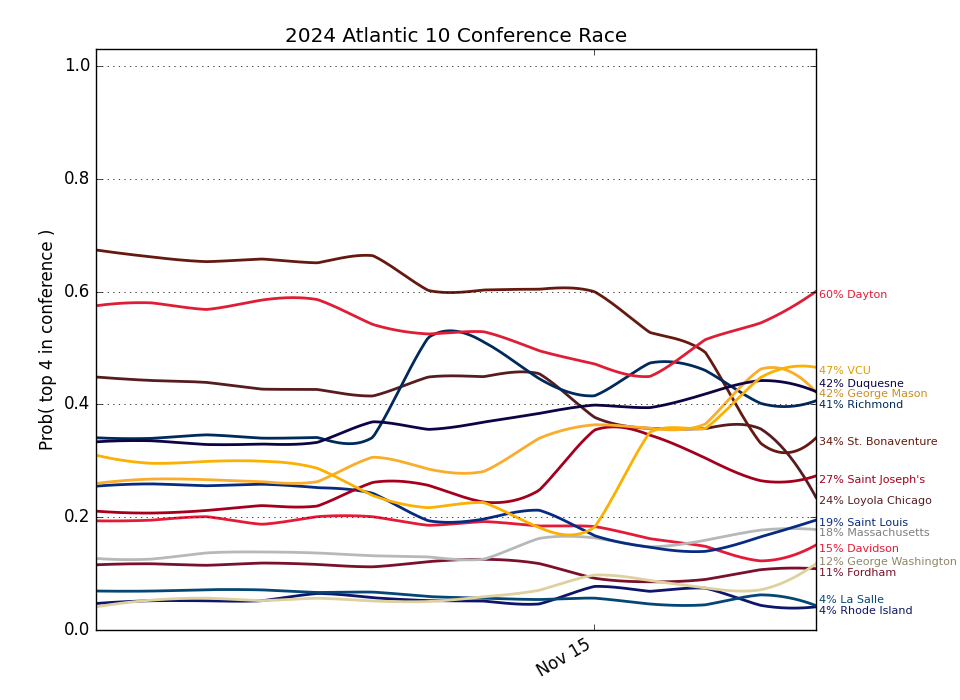 2024 Atlantic 10 Conference Race
Prob( top 4 in conference )
1.0
0.8
0.6
0.4
0.2
0.0
Nov 15
60% Dayton
47% VCU
42% Duquesne
42% George Mason
41% Richmond
34% St. Bonaventure
27% Saint Joseph's
24% Loyola Chicago
19% Saint Louis
18% Massachusetts
15% Davidson
12% George Washington
11% Fordham
4% La Salle
4% Rhode Island